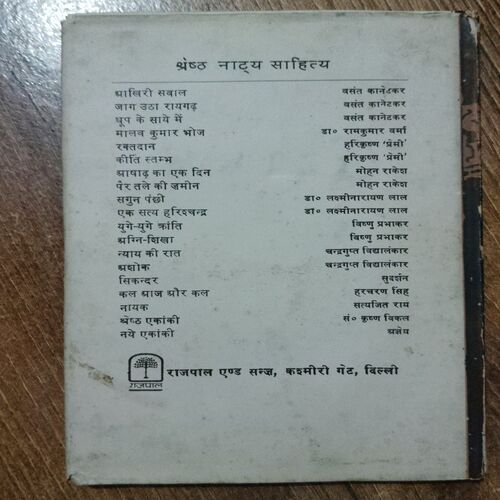 श्रेष्ठ नाट्य साहित्य
आखिरी सवाल वसंत कानेटकर
जाग उठा रायगढ़ वसंत कानेटकर
धूप के साये में वसंत कानेटकर
मालव कुमार भोज डा० रामकुमार वर्मा
रक्तदान हरिकृष्ण 'प्रेमी'
कीर्ति स्तम्भ हरिकृष्ण 'प्रेमी'
आषाढ़ का एक दिन मोहन राकेश
पैर तले की जमीन मोहन राकेश
सगुन पंछी डा० लक्ष्मीनारायण लाल
एक सत्य हरिश्चन्द्र डा० लक्ष्मीनारायण लाल
युगे-युगे क्रांति विष्णु प्रभाकर
अग्नि-शिखा विष्णु प्रभाकर
न्याय की रात चन्द्रगुप्त विद्यालंकार
अशोक चन्द्रगुप्त विद्यालंकार
सिकन्दर सुदर्शन
कल आज और कल हरचरण सिंह
नायक सत्यजित राय
श्रेष्ठ एकांकी सं० कृष्ण विकल
नये एकांकी अज्ञेय
राजपाल एण्ड सन्ज़, कश्मीरी गेट, दिल्ली
राजपाल